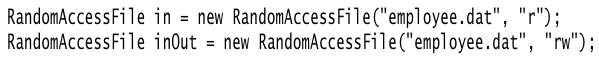 RandomAccessFile in = new RandomAccessFile("employee.dat", "r");
RandomAccessFile inOut = new RandomAccessFile("employee.dat", "rw");